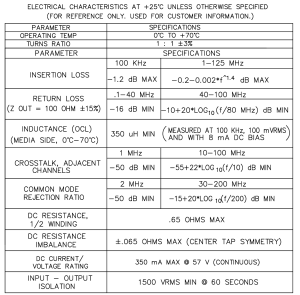 ELECTRICAL CHARACTERISTICS AT +25°C UNLESS OTHERWISE SPECIFIED
(FOR REFERENCE ONLY. USED FOR CUSTOMER INFORMATION.)
PARAMETER SPECIFICATIONS
OPERATING TEMP 0°C TO +70°C
TURNS RATIO 1 : 1 ±3%
PARAMETER SPECIFICATIONS
100 KHz 1-125 MHz
INSERTION LOSS
-1.2 dB MAX -0.2-0.002*f^1.4 dB MAX
.1-40 MHz 40-100 MHz
RETURN LOSS
(Z OUT = 100 OHM ±15%) -16 dB MIN -10+20*LOG10(f/80 MHz) dB MIN
INDUCTANCE (OCL)
(MEDIA SIDE, 0°C-70°C) 350 uH MIN (MEASURED AT 100 KHz, 100 mVRMS
AND WITH 8 mA DC BIAS)
1 MHz 10-100 MHz
CROSSTALK, ADJACENT
CHANNELS -50 dB MIN -55+22*LOG10(f/10) dB MIN
2 MHz 30-200 MHz
COMMON MODE
REJECTION RATIO -50 dB MIN -15+20*LOG10(f/200) dB MIN
DC RESISTANCE,
1/2 WINDING .65 OHMS MAX
DC RESISTANCE
IMBALANCE ±.065 OHMS MAX (CENTER TAP SYMMETRY)
DC CURRENT/
VOLTAGE RATING 350 mA MAX @ 57 V (CONTINUOUS)
INPUT - OUTPUT
ISOLATION 1500 VRMS MIN @ 60 SECONDS